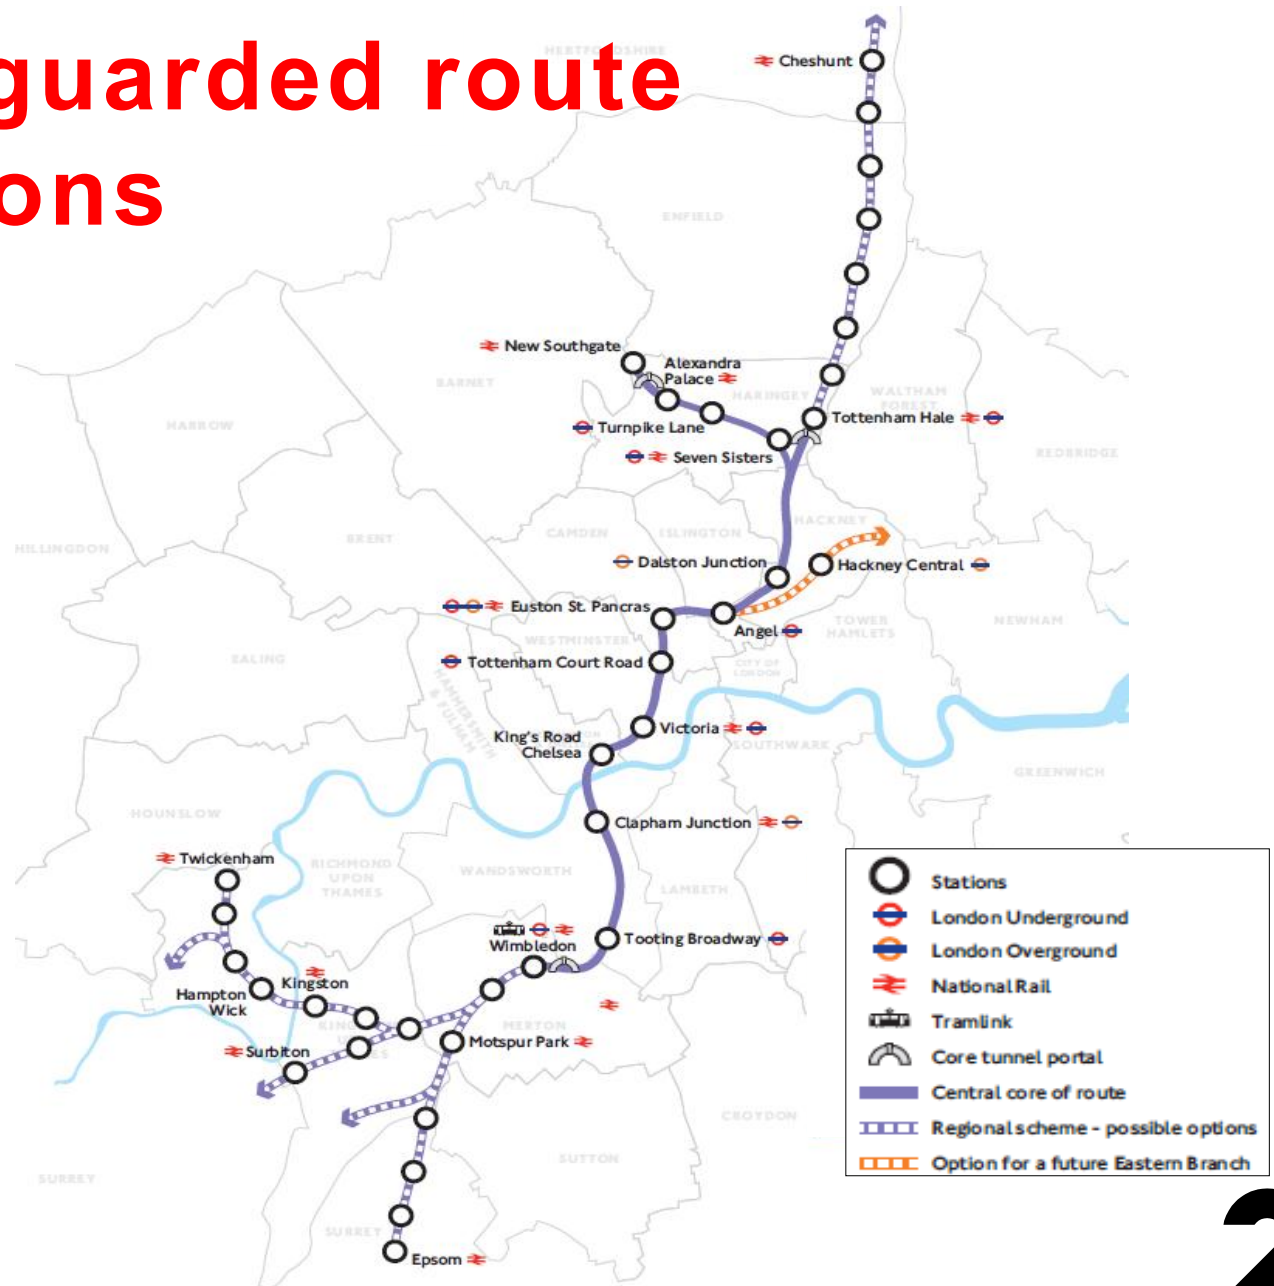 guarded route
ons
HERTFORDSHIRE
Cheshunt
ENFIELD
New Southgate
Alexandra
Palace
BARNET
HARINGEY
WALTHAM
FOREST
HARROW
Turnpike Lane
Tottenham Hale
Seven Sisters
REDBRIDGE
HACKNEY
CAMDEN
ISLINGTON
BRENT
HILLINGDON
Dalston Junction
Hackney Central
Euston St. Pancras
Angel
TOWER
HAMLETS
NEWHAM
WESTMINSTER
EALING
Tottenham Court Road
CITY OF
LONDON
HAMMERSMITH
& FULHAM
Victoria
King's Road
Chelsea
SOUTHWARK
GREENWICH
HOUNSLOW
Clapham Junction
Twickenham
RICHMOND
UPON
THAMES
WANDSWORTH
LAMBETH
Wimbledon
Tooting Broadway
Kingston
Hampton
Wick
MERTON
Motspur Park
Surbiton
CROYDON
SUTTON
SURREY
SURREY
Epsom
Stations
London Underground
London Overground
National Rail
Tramlink
Core tunnel portal
Central core of route
Regional scheme - possible options
Option for a future Eastern Branch
2